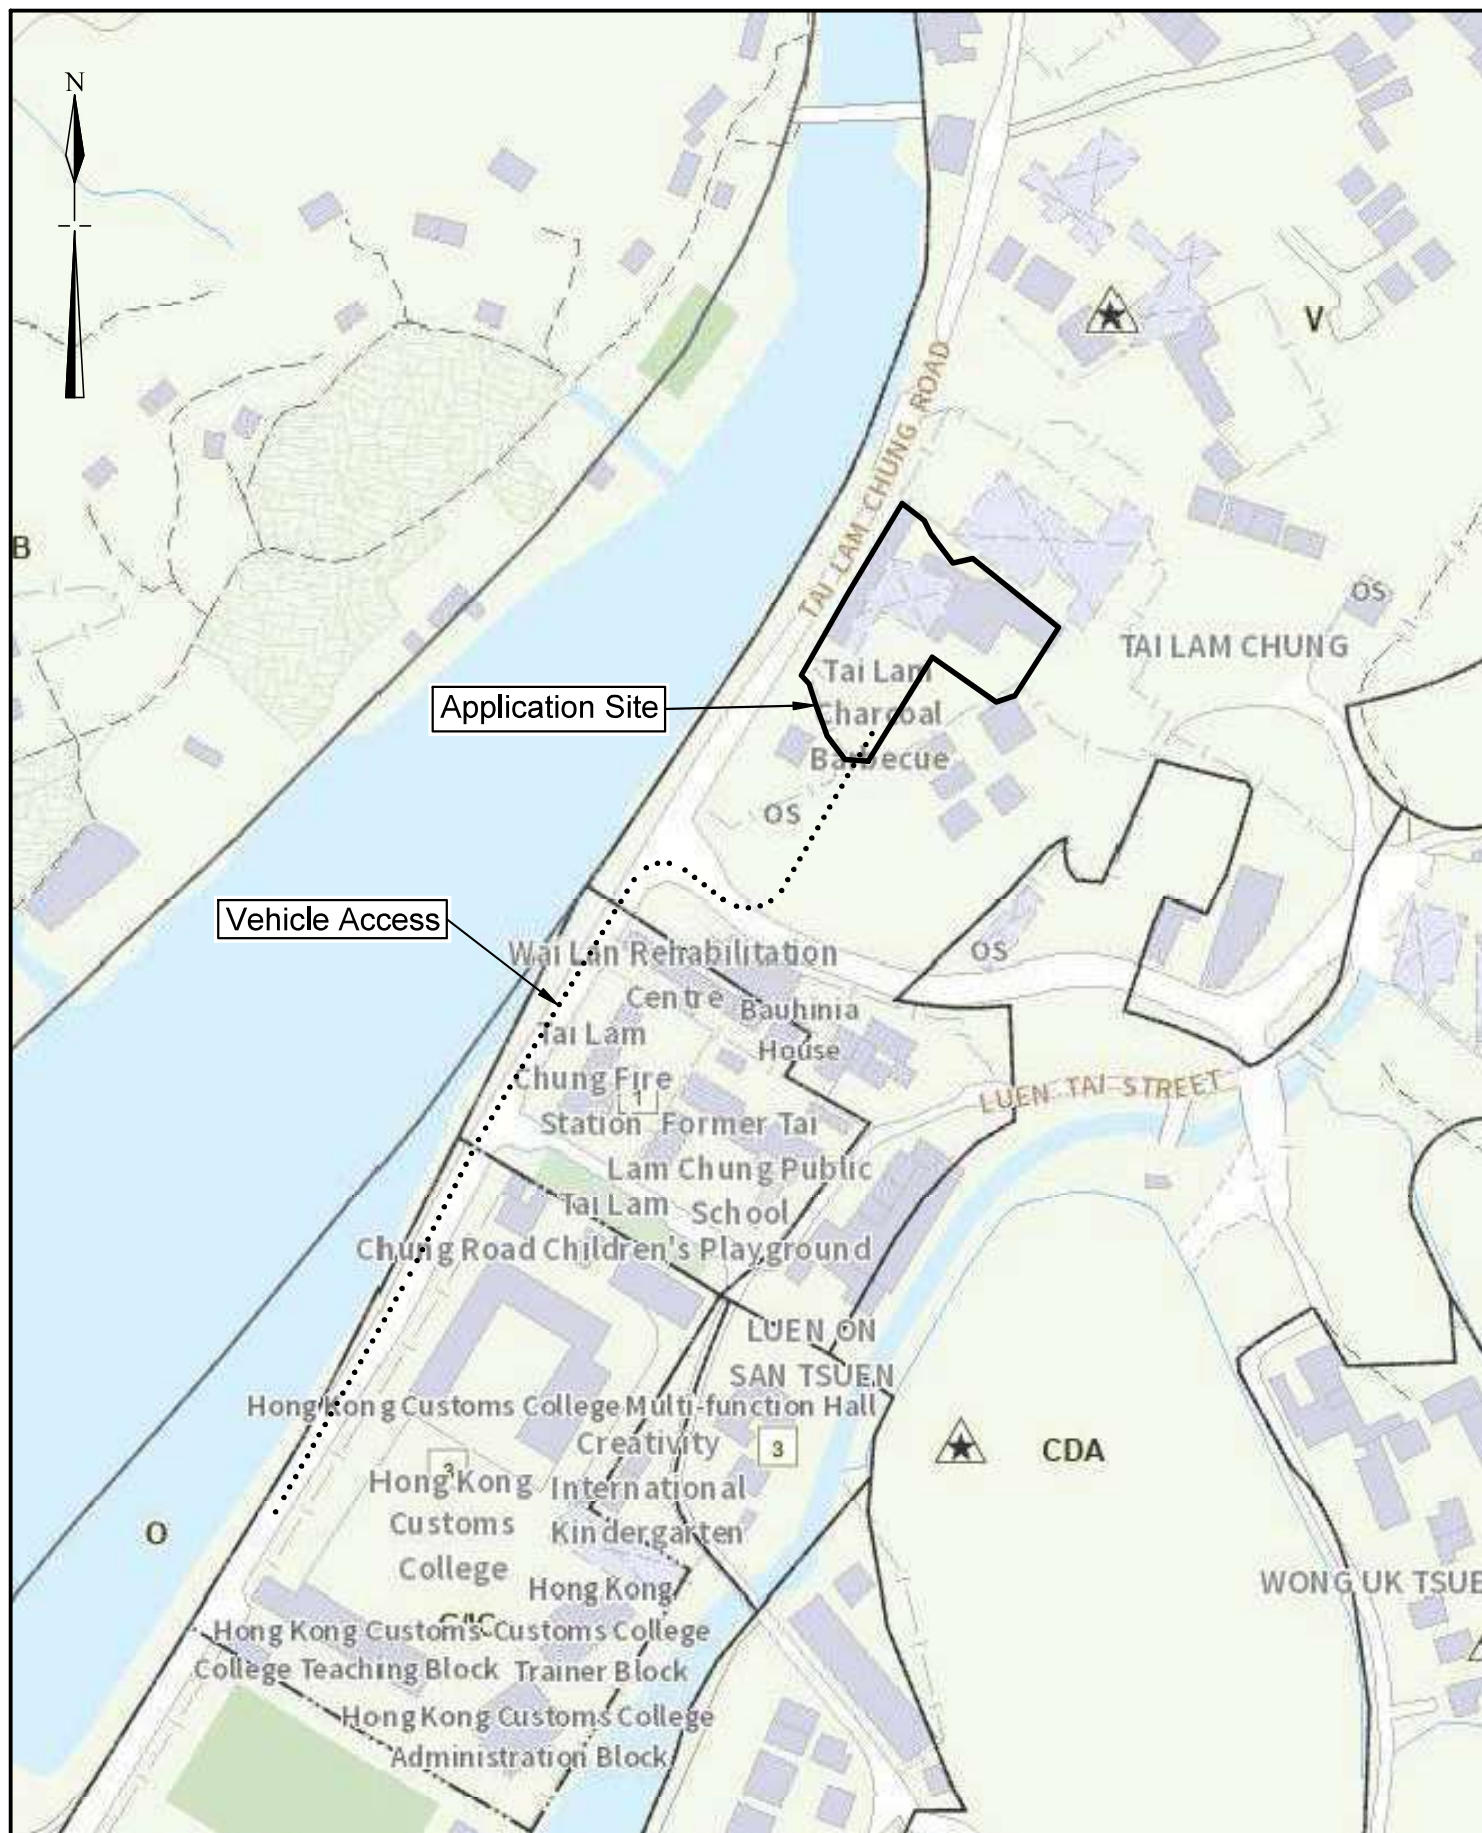 N
V
TAI LAM CHUNG ROAD
B
OS
TAI LAM CHUNG
Tai Lam
Charcoal
Barbecue
Application Site
OS
Vehicle Access
Wai Lan Rehabilitation
Centre
OS
Bauhinia
House
Tai Lam
Chung Fire
Station
1
LUEN TAI STREET
Former Tai
Lam Chung Public
School
Tai Lam
Chung Road Children's Playground
LUEN ON
SAN TSUEN
Hong Kong Customs College Multi-function Hall
Creativity
International
Kindergarten
3
CDA
3
Hong Kong
Customs
College
O
Hong Kong
Customs College
Trainer Block
WONG UK TSUE
G/IC
Hong Kong Customs
College Teaching Block
Hong Kong Customs College
Administration Block